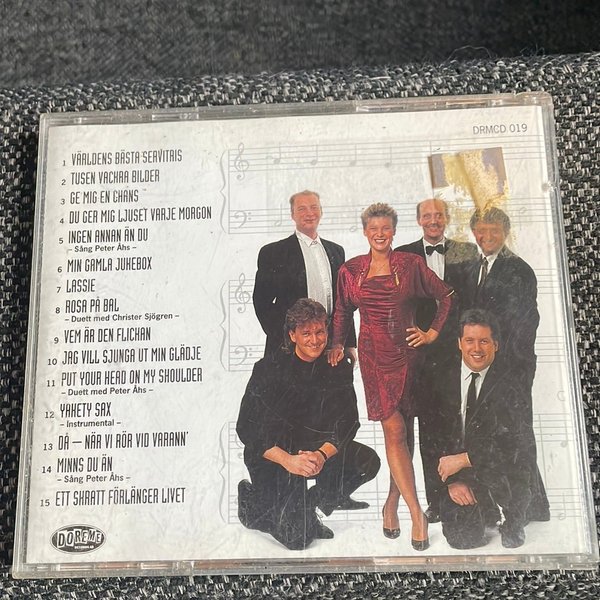 DRMCD 019
1 VÄRLDENS BÄSTA SERVITRIS
2 TUSEN VACKRA BILDER
3 GE MIG EN CHANS
4 DU GER MIG LJUSET VARJE MORGON
5 INGEN ANNAN ÄN DU
– Sång Peter Åhs –
6 MIN GAMLA JUKEBOX
7 LASSIE
8 ROSA PÅ BAL
– Duett med Christer Sjögren –
9 VEM ÄR DEN FLICKAN
10 JAG VILL SJUNGA UT MIN GLÄDJE
11 PUT YOUR HEAD ON MY SHOULDER
– Duett med Peter Åhs –
12 YAKETY SAX
– Instrumental –
13 DÅ — NÄR VI RÖR VID VARANN'
14 MINNS DU ÄN
– Sång Peter Åhs –
15 ETT SKRATT FÖRLÄNGER LIVET
DOREME